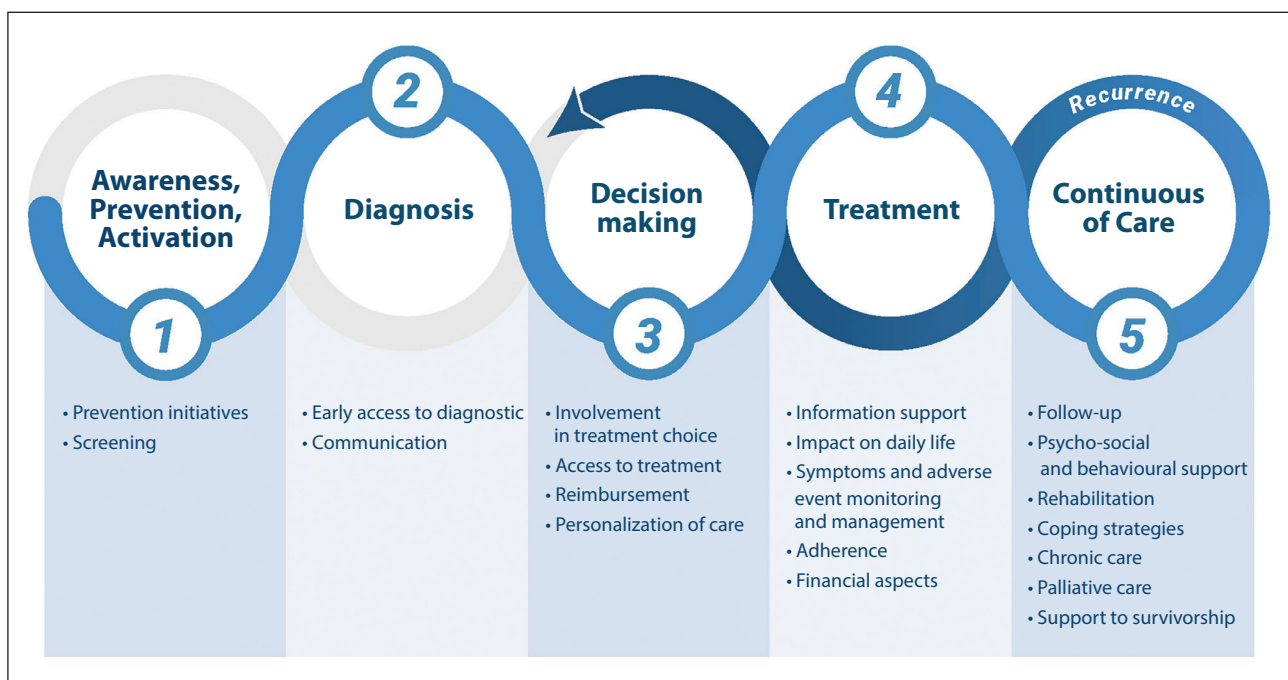 1
Awareness,
Prevention,
Activation
• Prevention initiatives
• Screening
2
Diagnosis
• Early access to diagnostic
• Communication
3
Decision
making
• Involvement
in treatment choice
• Access to treatment
• Reimbursement
• Personalization of care
4
Treatment
• Information support
• Impact on daily life
• Symptoms and adverse
event monitoring
and management
• Adherence
• Financial aspects
Recurrence
5
Continuous
of Care
• Follow-up
• Psycho-social
and behavioural support
• Rehabilitation
• Coping strategies
• Chronic care
• Palliative care
• Support to survivorship